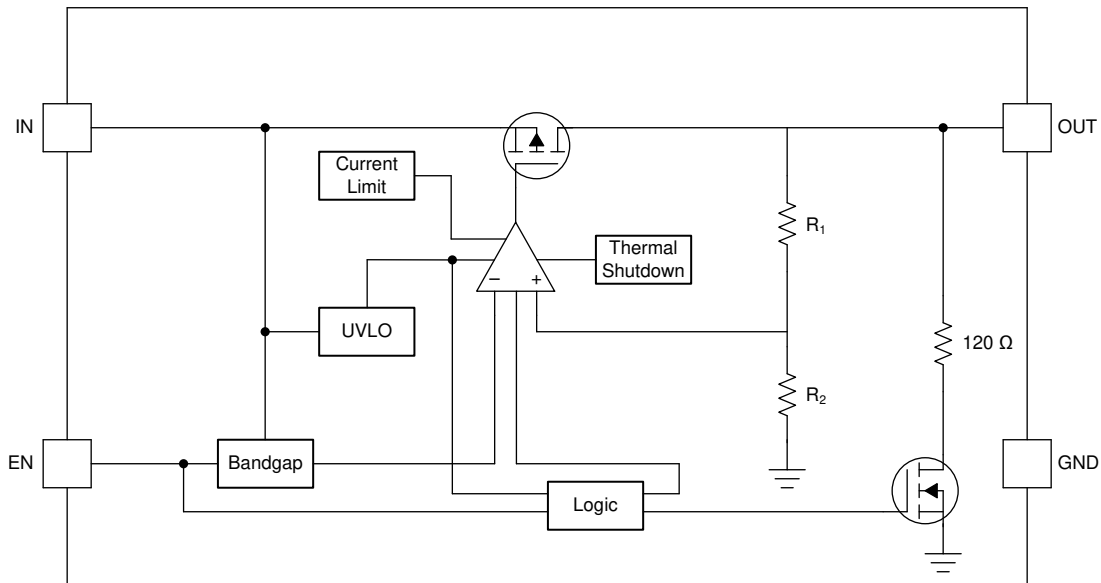 IN
OUT
Current
Limit
R1
Thermal
Shutdown
− +
UVLO
120 Ω
R2
EN
Bandgap
GND
Logic